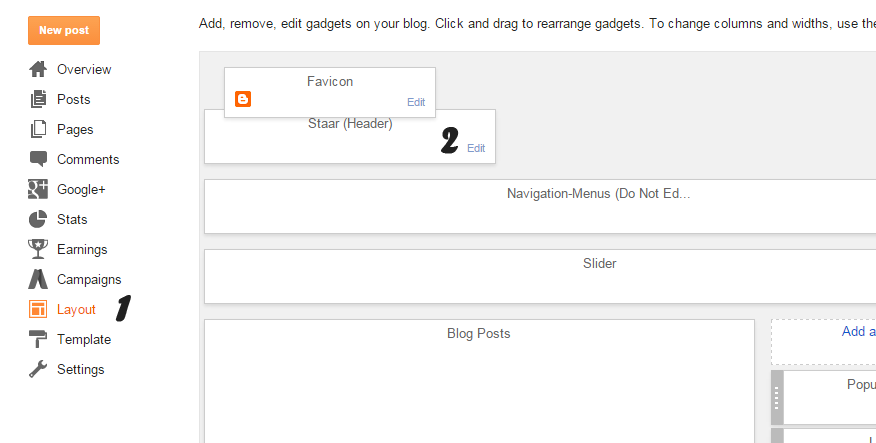 New post
Add, remove, edit gadgets on your blog. Click and drag to rearrange gadgets. To change columns and widths, use the
Overview
Posts
Pages
Comments
Google+
Stats
Earnings
Campaigns
Layout 1
Template
Settings
Favicon
Edit
Staar (Header)
2 Edit
Navigation-Menus (Do Not Ed...
Slider
Blog Posts
Add a
Popu